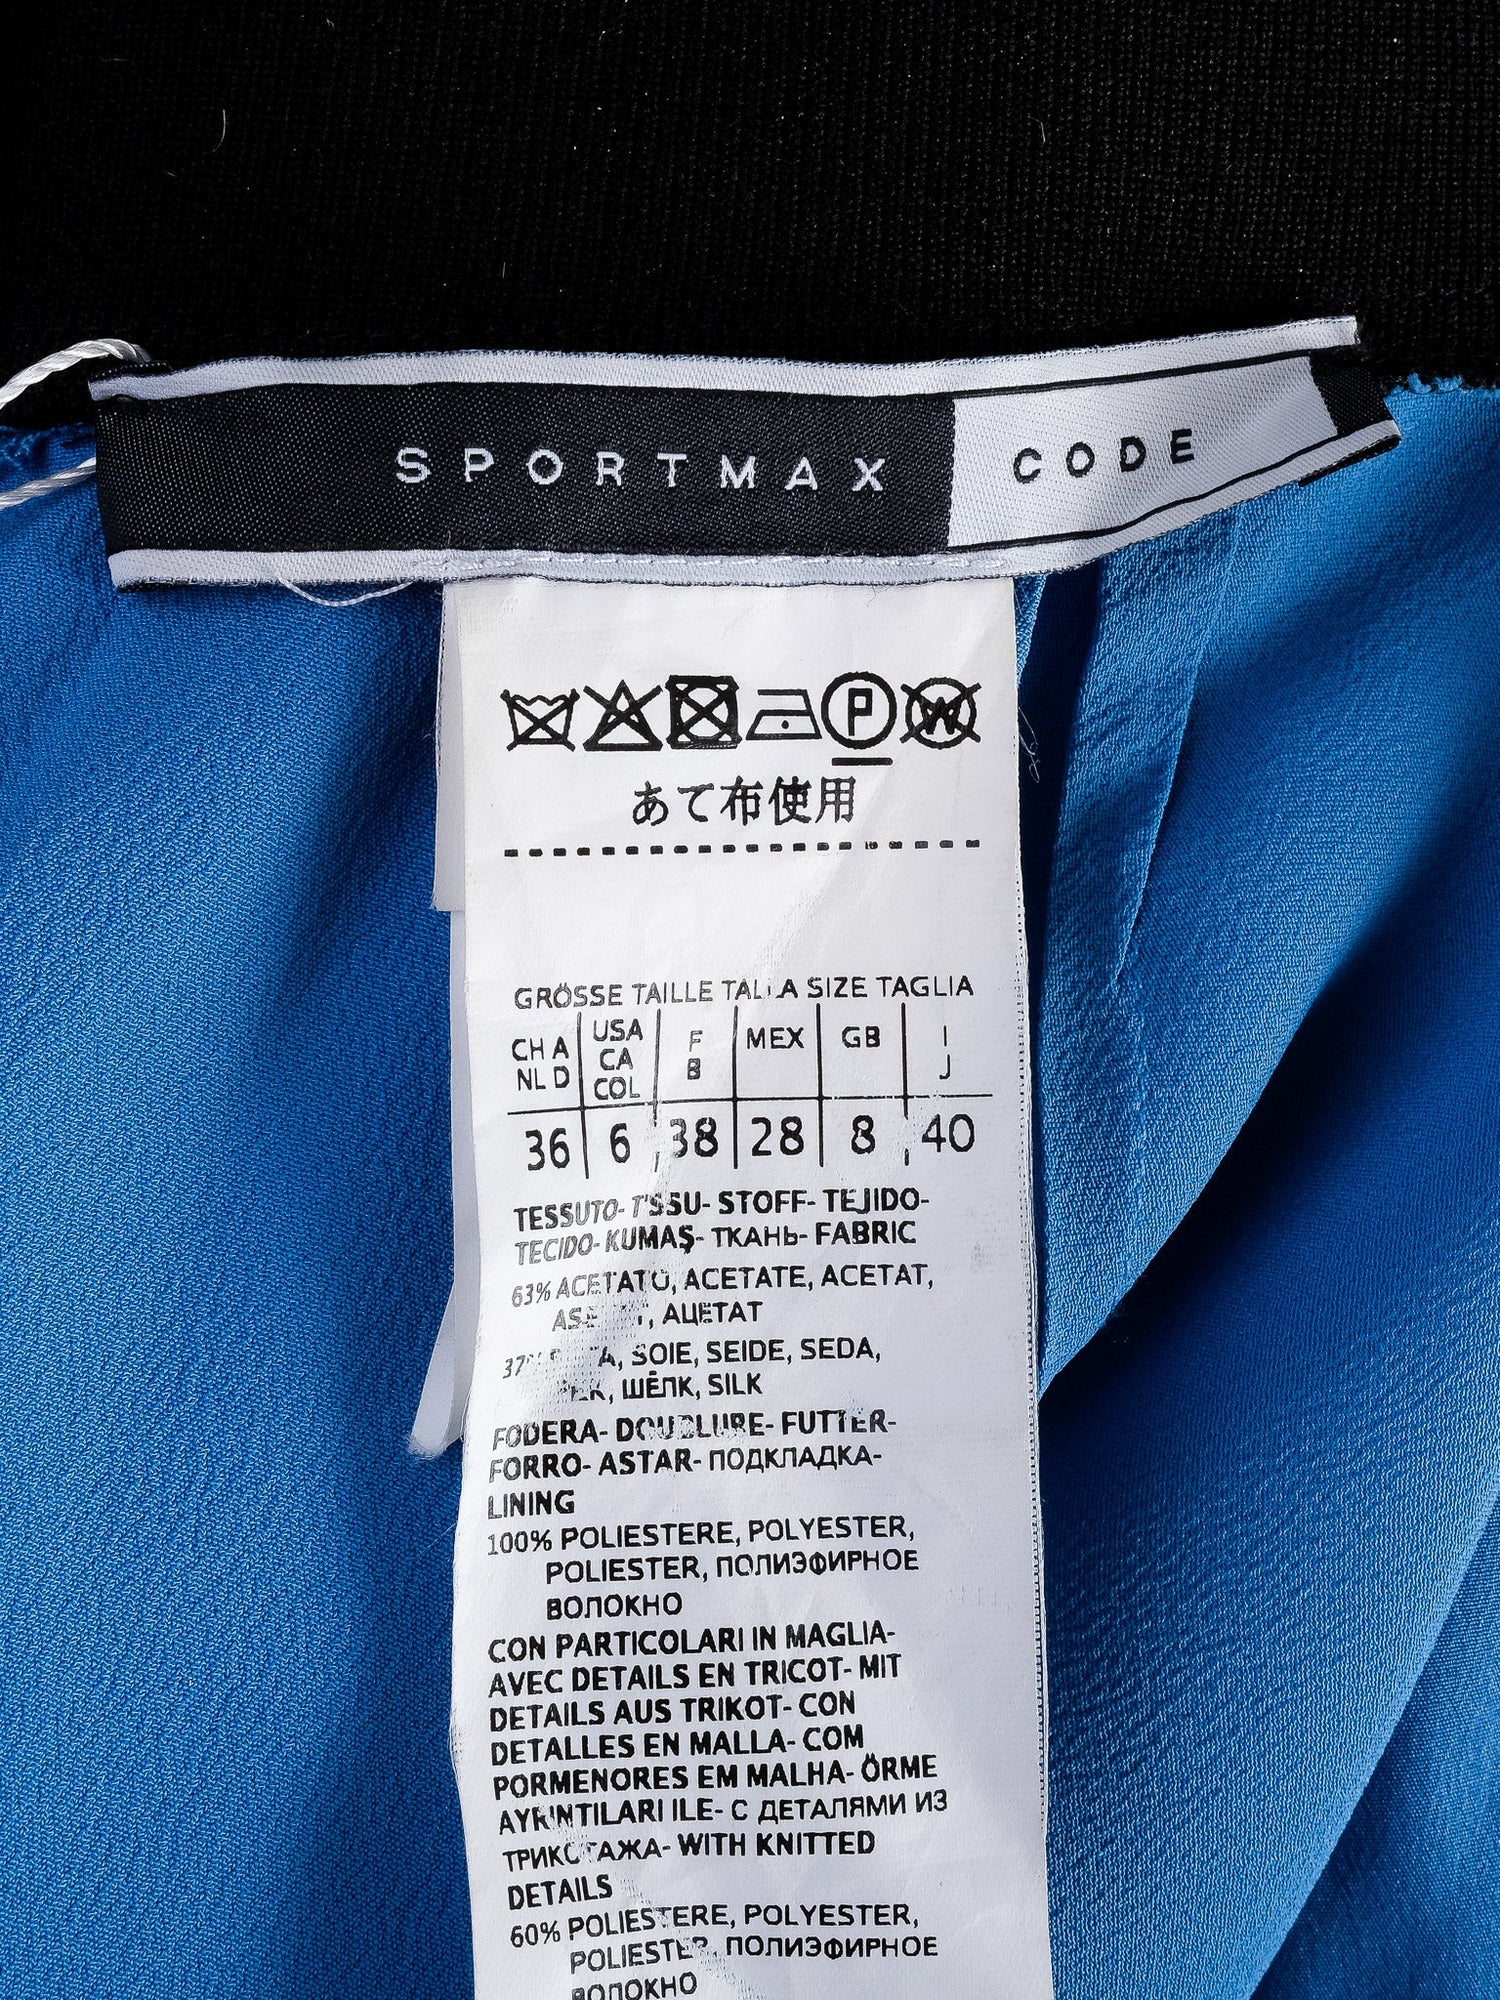 SPORTMAX CODE
P W
あて布使用
GRÖSSE TAILLE TALLA SIZE TAGLIA
CH A NL D USA CA COL F B MEX GB I J
36 6 38 28 8 40
TESSUTO- TISSU- STOFF- TEJIDO-
TECIDO- KUMAŞ- ТКАНЬ- FABRIC
63% ACETATO, ACETATE, ACETAT,
АЦЕТАТ
SOIE, SEIDE, SEDA,
ШЁЛК, SILK
FODERA- DOUBLURE- FUTTER-
FORRO- ASTAR- ПОДКЛАДКА-
LINING
100% POLIESTERE, POLYESTER,
POLIESTER, ПОЛИЭФИРНОЕ
ВОЛОКНО
CON PARTICOLARI IN MAGLIA-
AVEC DETAILS EN TRICOT- MIT
DETAILS AUS TRIKOT- CON
DETALLES EN MALLA- COM
PORMENORES EM MALHA- ÖRME
AYRINTILARI ILE- С ДЕТАЛЯМИ ИЗ
ТРИКОТАЖА- WITH KNITTED
DETAILS
60% POLIESTERE, POLYESTER,
POLIESTER, ПОЛИЭФИРНОЕ
ВОЛОКНО